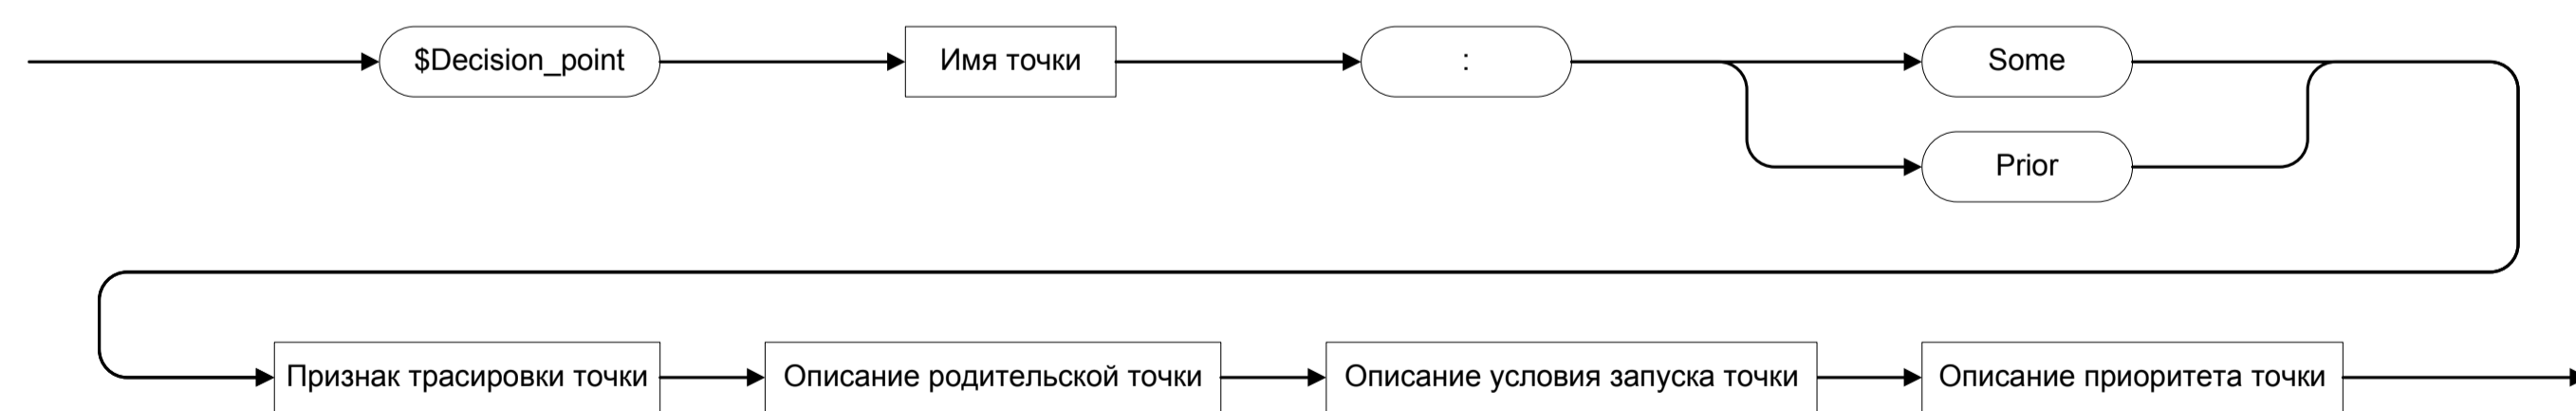 $Decision_point
Имя точки
:
Some
Prior
Признак трасировки точки
Описание родительской точки
Описание условия запуска точки
Описание приоритета точки